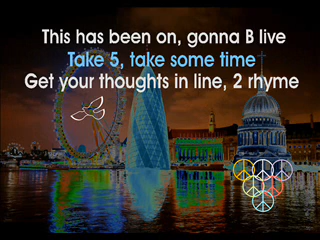 This has been on, gonna B live
Take 5, take some time
Get your thoughts in line, 2 rhyme